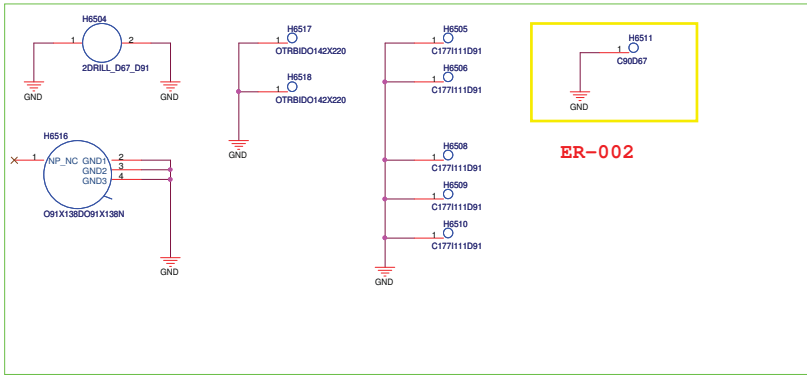 H6504
1 2
2DRILL_D67_D91
GND GND
H6516
1 NP_NC GND1 2
GND2 3
GND3 4
O91X138DO91X138N
GND
H6517
1
OTRBIDO142X220
H6518
1
OTRBIDO142X220
GND
H6505
1
C177I111D91
H6506
1
C177I111D91
H6508
1
C177I111D91
H6509
1
C177I111D91
H6510
1
C177I111D91
GND
H6511
1
C90D67
GND
ER-002